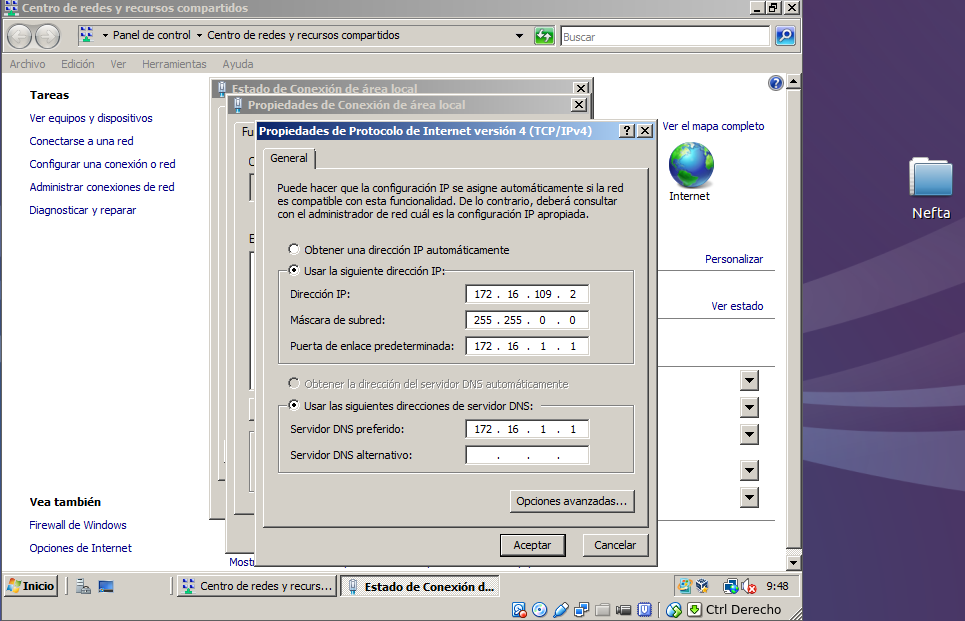 Centro de redes y recursos compartidos
Panel de control
Centro de redes y recursos compartidos
Buscar
Archivo
Edición
Ver
Herramientas
Ayuda
Tareas
Ver equipos y dispositivos
Conectarse a una red
Configurar una conexión o red
Administrar conexiones de red
Diagnosticar y reparar
Vea también
Firewall de Windows
Opciones de Internet
Estado de Conexión de área local
Propiedades de Conexión de área local
Fu
Propiedades de Protocolo de Internet versión 4 (TCP/IPv4)
General
Puede hacer que la configuración IP se asigne automáticamente si la red
es compatible con esta funcionalidad. De lo contrario, deberá consultar
con el administrador de red cuál es la configuración IP apropiada.
Obtener una dirección IP automáticamente
Usar la siguiente dirección IP:
Dirección IP: 172 . 16 . 109 . 2
Máscara de subred: 255 . 255 . 0 . 0
Puerta de enlace predeterminada: 172 . 16 . 1 . 1
Obtener la dirección del servidor DNS automáticamente
Usar las siguientes direcciones de servidor DNS:
Servidor DNS preferido: 172 . 16 . 1 . 1
Servidor DNS alternativo: . . .
Opciones avanzadas...
Aceptar
Cancelar
Ver el mapa completo
Internet
Personalizar
Ver estado
Most
Nefta
Inicio
Centro de redes y recurs...
Estado de Conexión d...
9:48
Ctrl Derecho